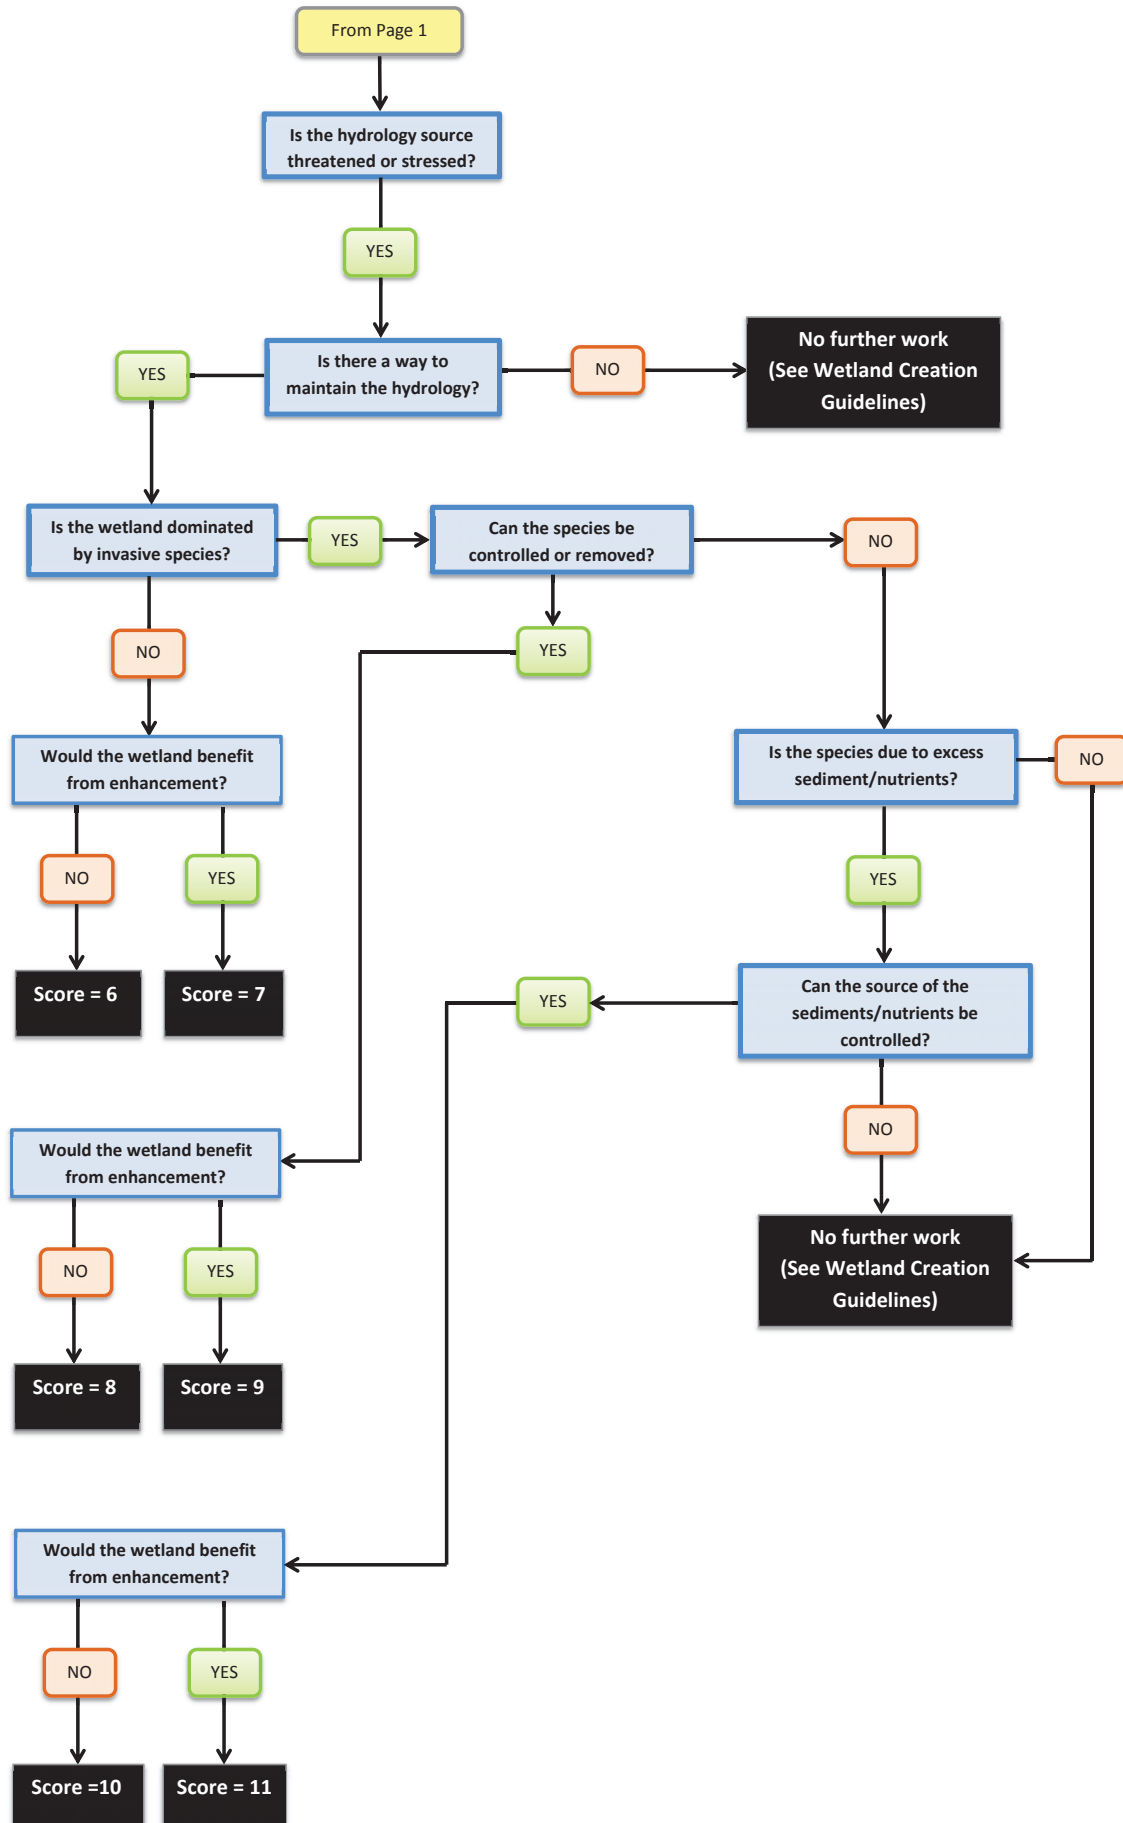 From Page 1
Is the hydrology source
threatened or stressed?
YES
Is there a way to
maintain the hydrology?
YES
NO
No further work
(See Wetland Creation
Guidelines)
Is the wetland dominated
by invasive species?
YES
Can the species be
controlled or removed?
NO
NO
YES
Would the wetland benefit
from enhancement?
Is the species due to excess
sediment/nutrients?
NO
NO
YES
YES
Score = 6
Score = 7
YES
Can the source of the
sediments/nutrients be
controlled?
NO
Would the wetland benefit
from enhancement?
NO
YES
No further work
(See Wetland Creation
Guidelines)
Score = 8
Score = 9
Would the wetland benefit
from enhancement?
NO
YES
Score =10
Score = 11